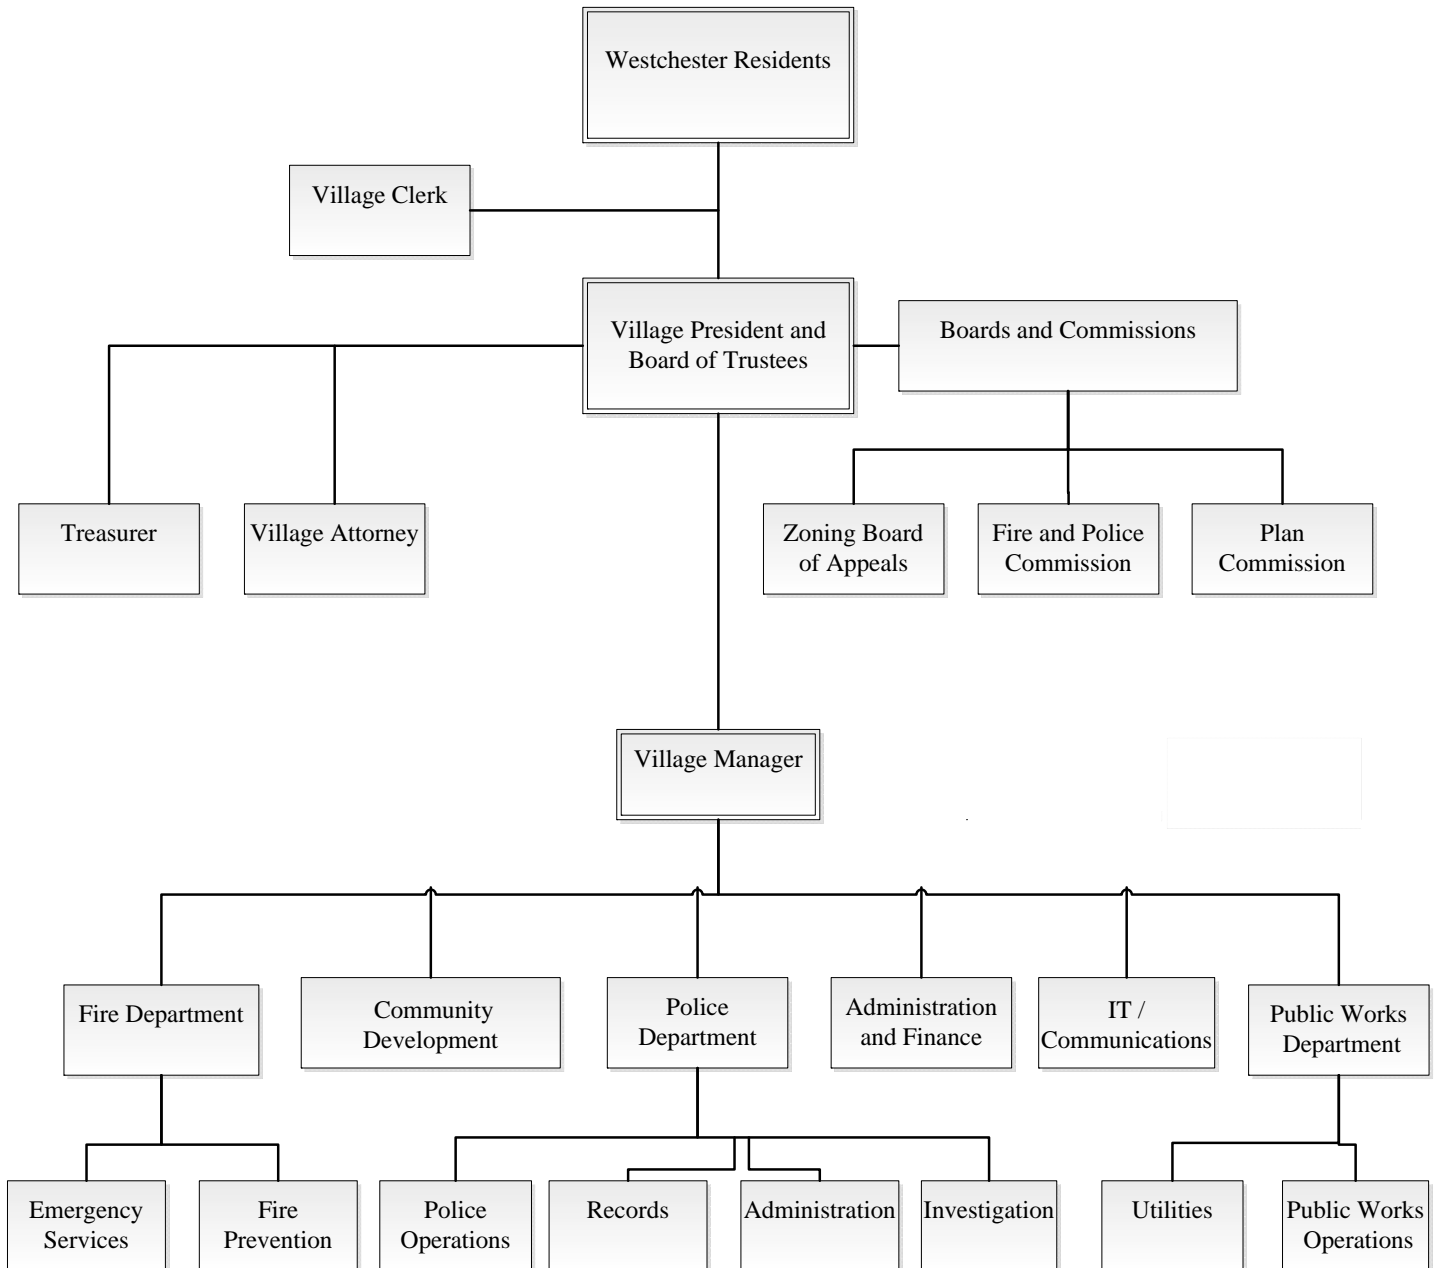 Westchester Residents
Village Clerk
Village President and
Board of Trustees
Boards and Commissions
Treasurer
Village Attorney
Zoning Board
of Appeals
Fire and Police
Commission
Plan
Commission
Village Manager
Fire Department
Community
Development
Police
Department
Administration
and Finance
IT /
Communications
Public Works
Department
Emergency
Services
Fire
Prevention
Police
Operations
Records
Administration
Investigation
Utilities
Public Works
Operations